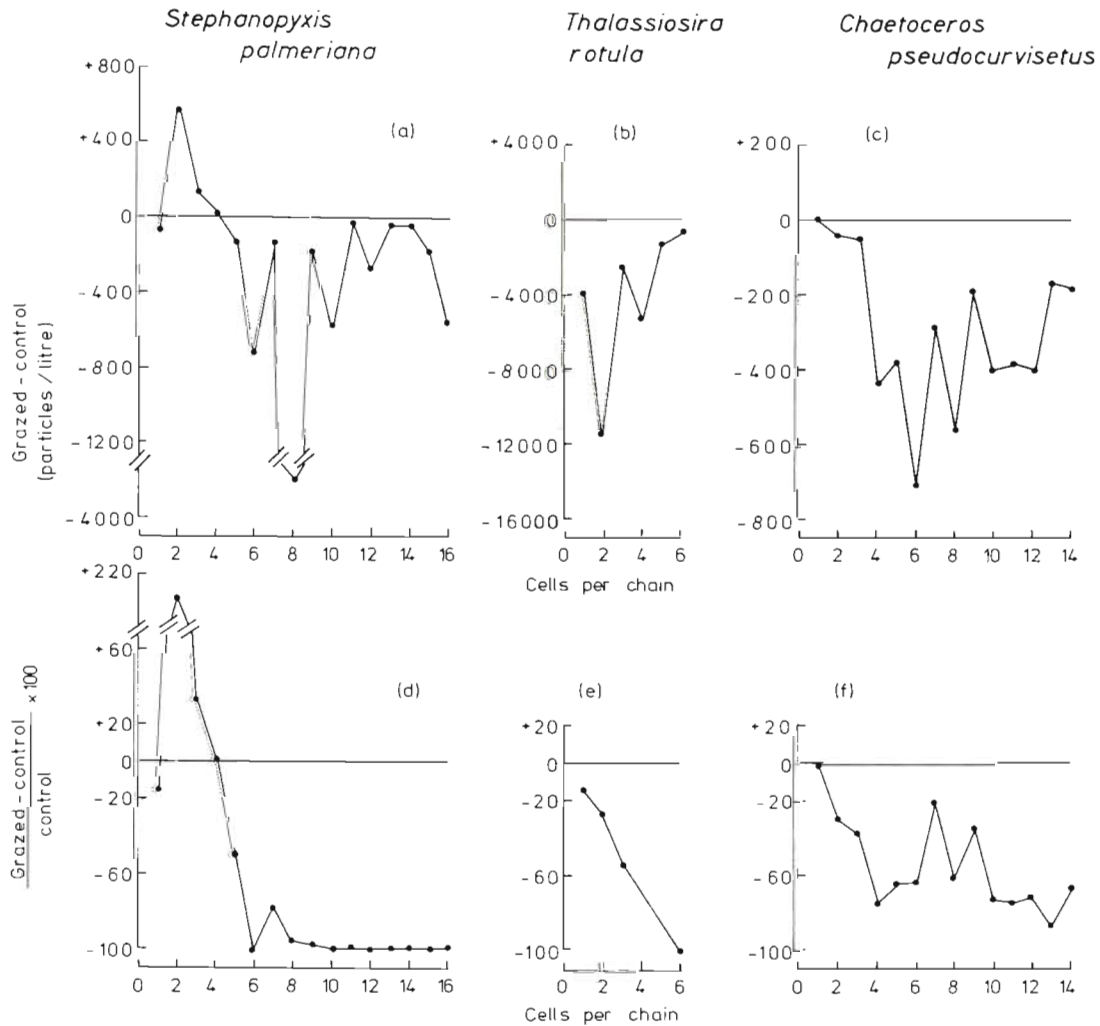 Stephanopyxis palmeriana
Thalassiosira rotula
Chaetoceros pseudocurvisetus
Grazed - control
(particles / litre)
(a)
+800
+400
0
-400
-800
-1200
-4000
0 2 4 6 8 10 12 14 16
(b)
+4000
0
-4000
-8000
-12000
-16000
0 2 4 6
Cells per chain
(c)
+200
0
-200
-400
-600
-800
0 2 4 6 8 10 12 14
Grazed - control
control
×100
(d)
+220
+60
+20
0
-20
-60
-100
0 2 4 6 8 10 12 14 16
(e)
+20
0
-20
-60
-100
0 2 4 6
Cells per chain
(f)
+20
0
-20
-60
-100
0 2 4 6 8 10 12 14